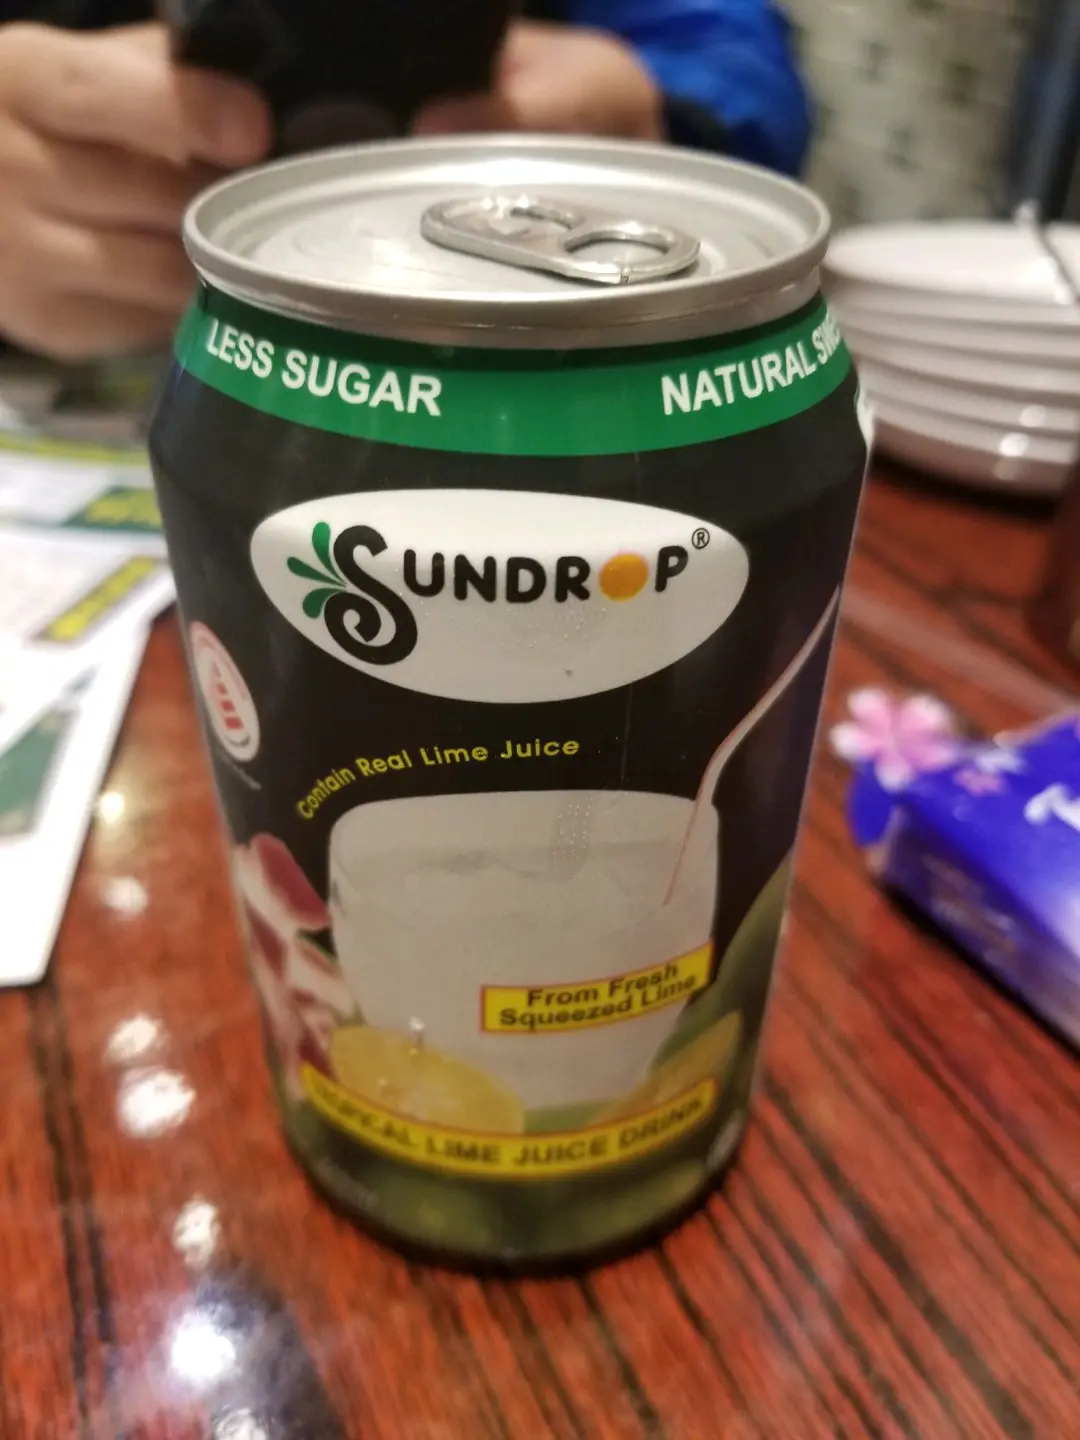 LESS SUGAR
NATURAL
SUNDROP®
Contain Real Lime Juice
From Fresh
Squeezed Lime
LIME JUICE DRINK